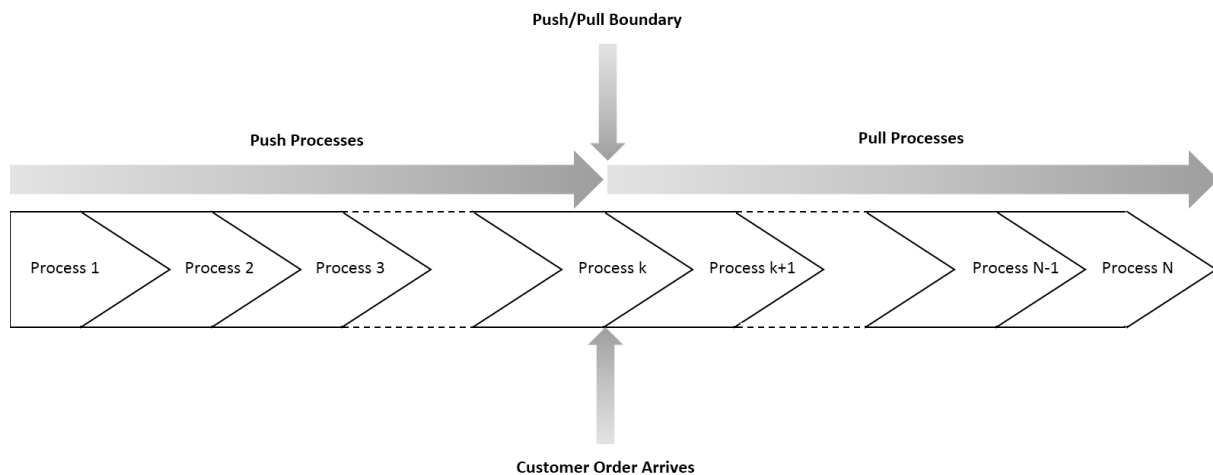 Push/Pull Boundary
Push Processes
Pull Processes
Process 1
Process 2
Process 3
Process k
Process k+1
Process N-1
Process N
Customer Order Arrives